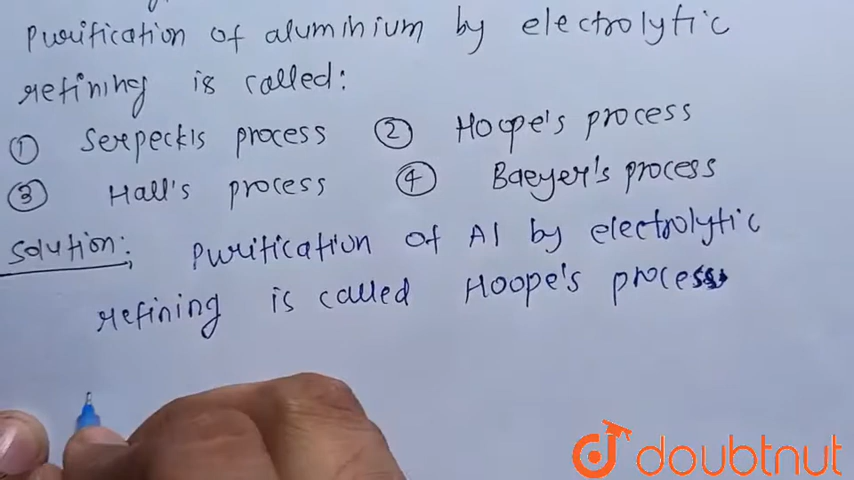 Purification of aluminium by electrolytic
refining is called:
① Serpeckls process ② Hoope's process
③ Hall's process ④ Baeyer's process
Solution: purification of Al by electrolytic
refining is called Hoope's process
doubtnut